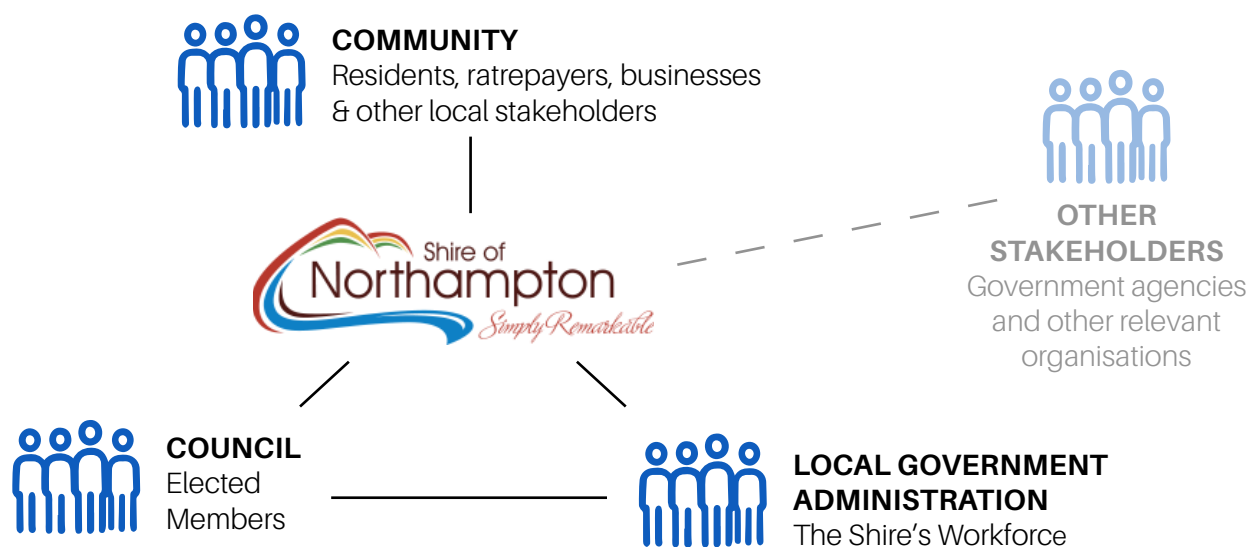 COMMUNITY
Residents, ratrepayers, businesses
& other local stakeholders
OTHER
STAKEHOLDERS
Government agencies
and other relevant
organisations
Shire of
Northampton
Simply Remarkable
COUNCIL
Elected
Members
LOCAL GOVERNMENT
ADMINISTRATION
The Shire's Workforce